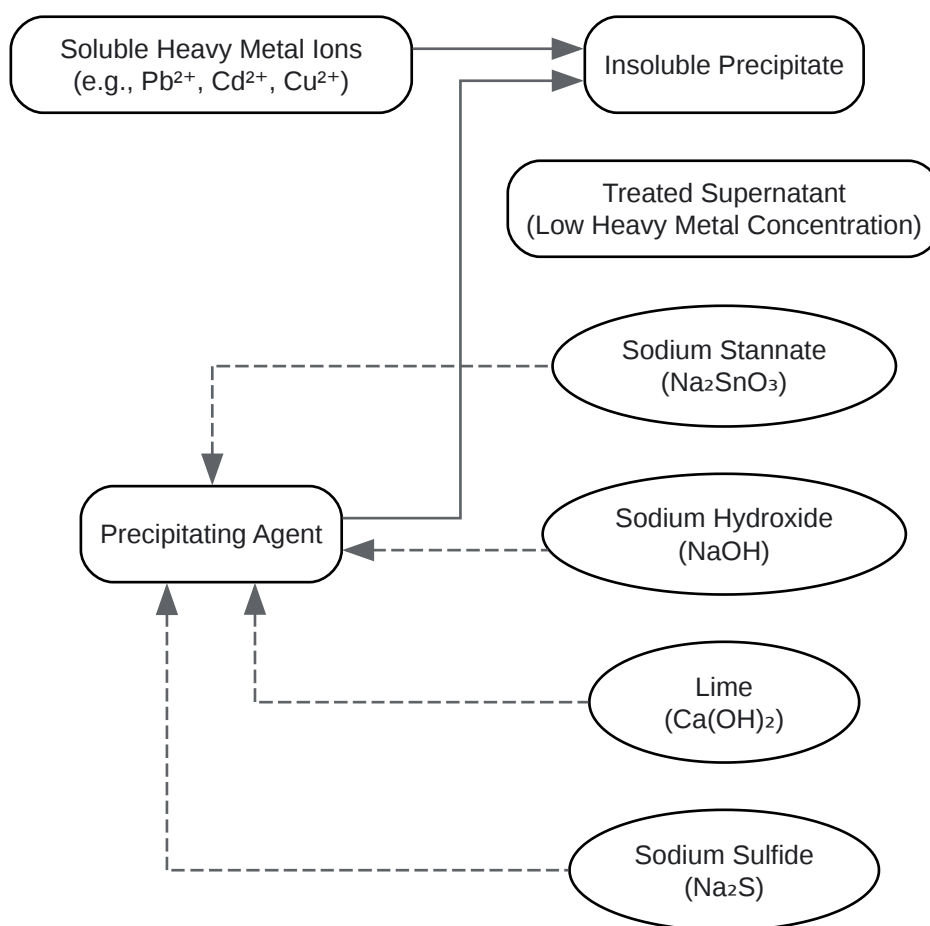 Soluble Heavy Metal Ions
(e.g., Pb²⁺, Cd²⁺, Cu²⁺)
Insoluble Precipitate
Treated Supernatant
(Low Heavy Metal Concentration)
Sodium Stannate
(Na₂SnO₃)
Precipitating Agent
Sodium Hydroxide
(NaOH)
Lime
(Ca(OH)₂)
Sodium Sulfide
(Na₂S)